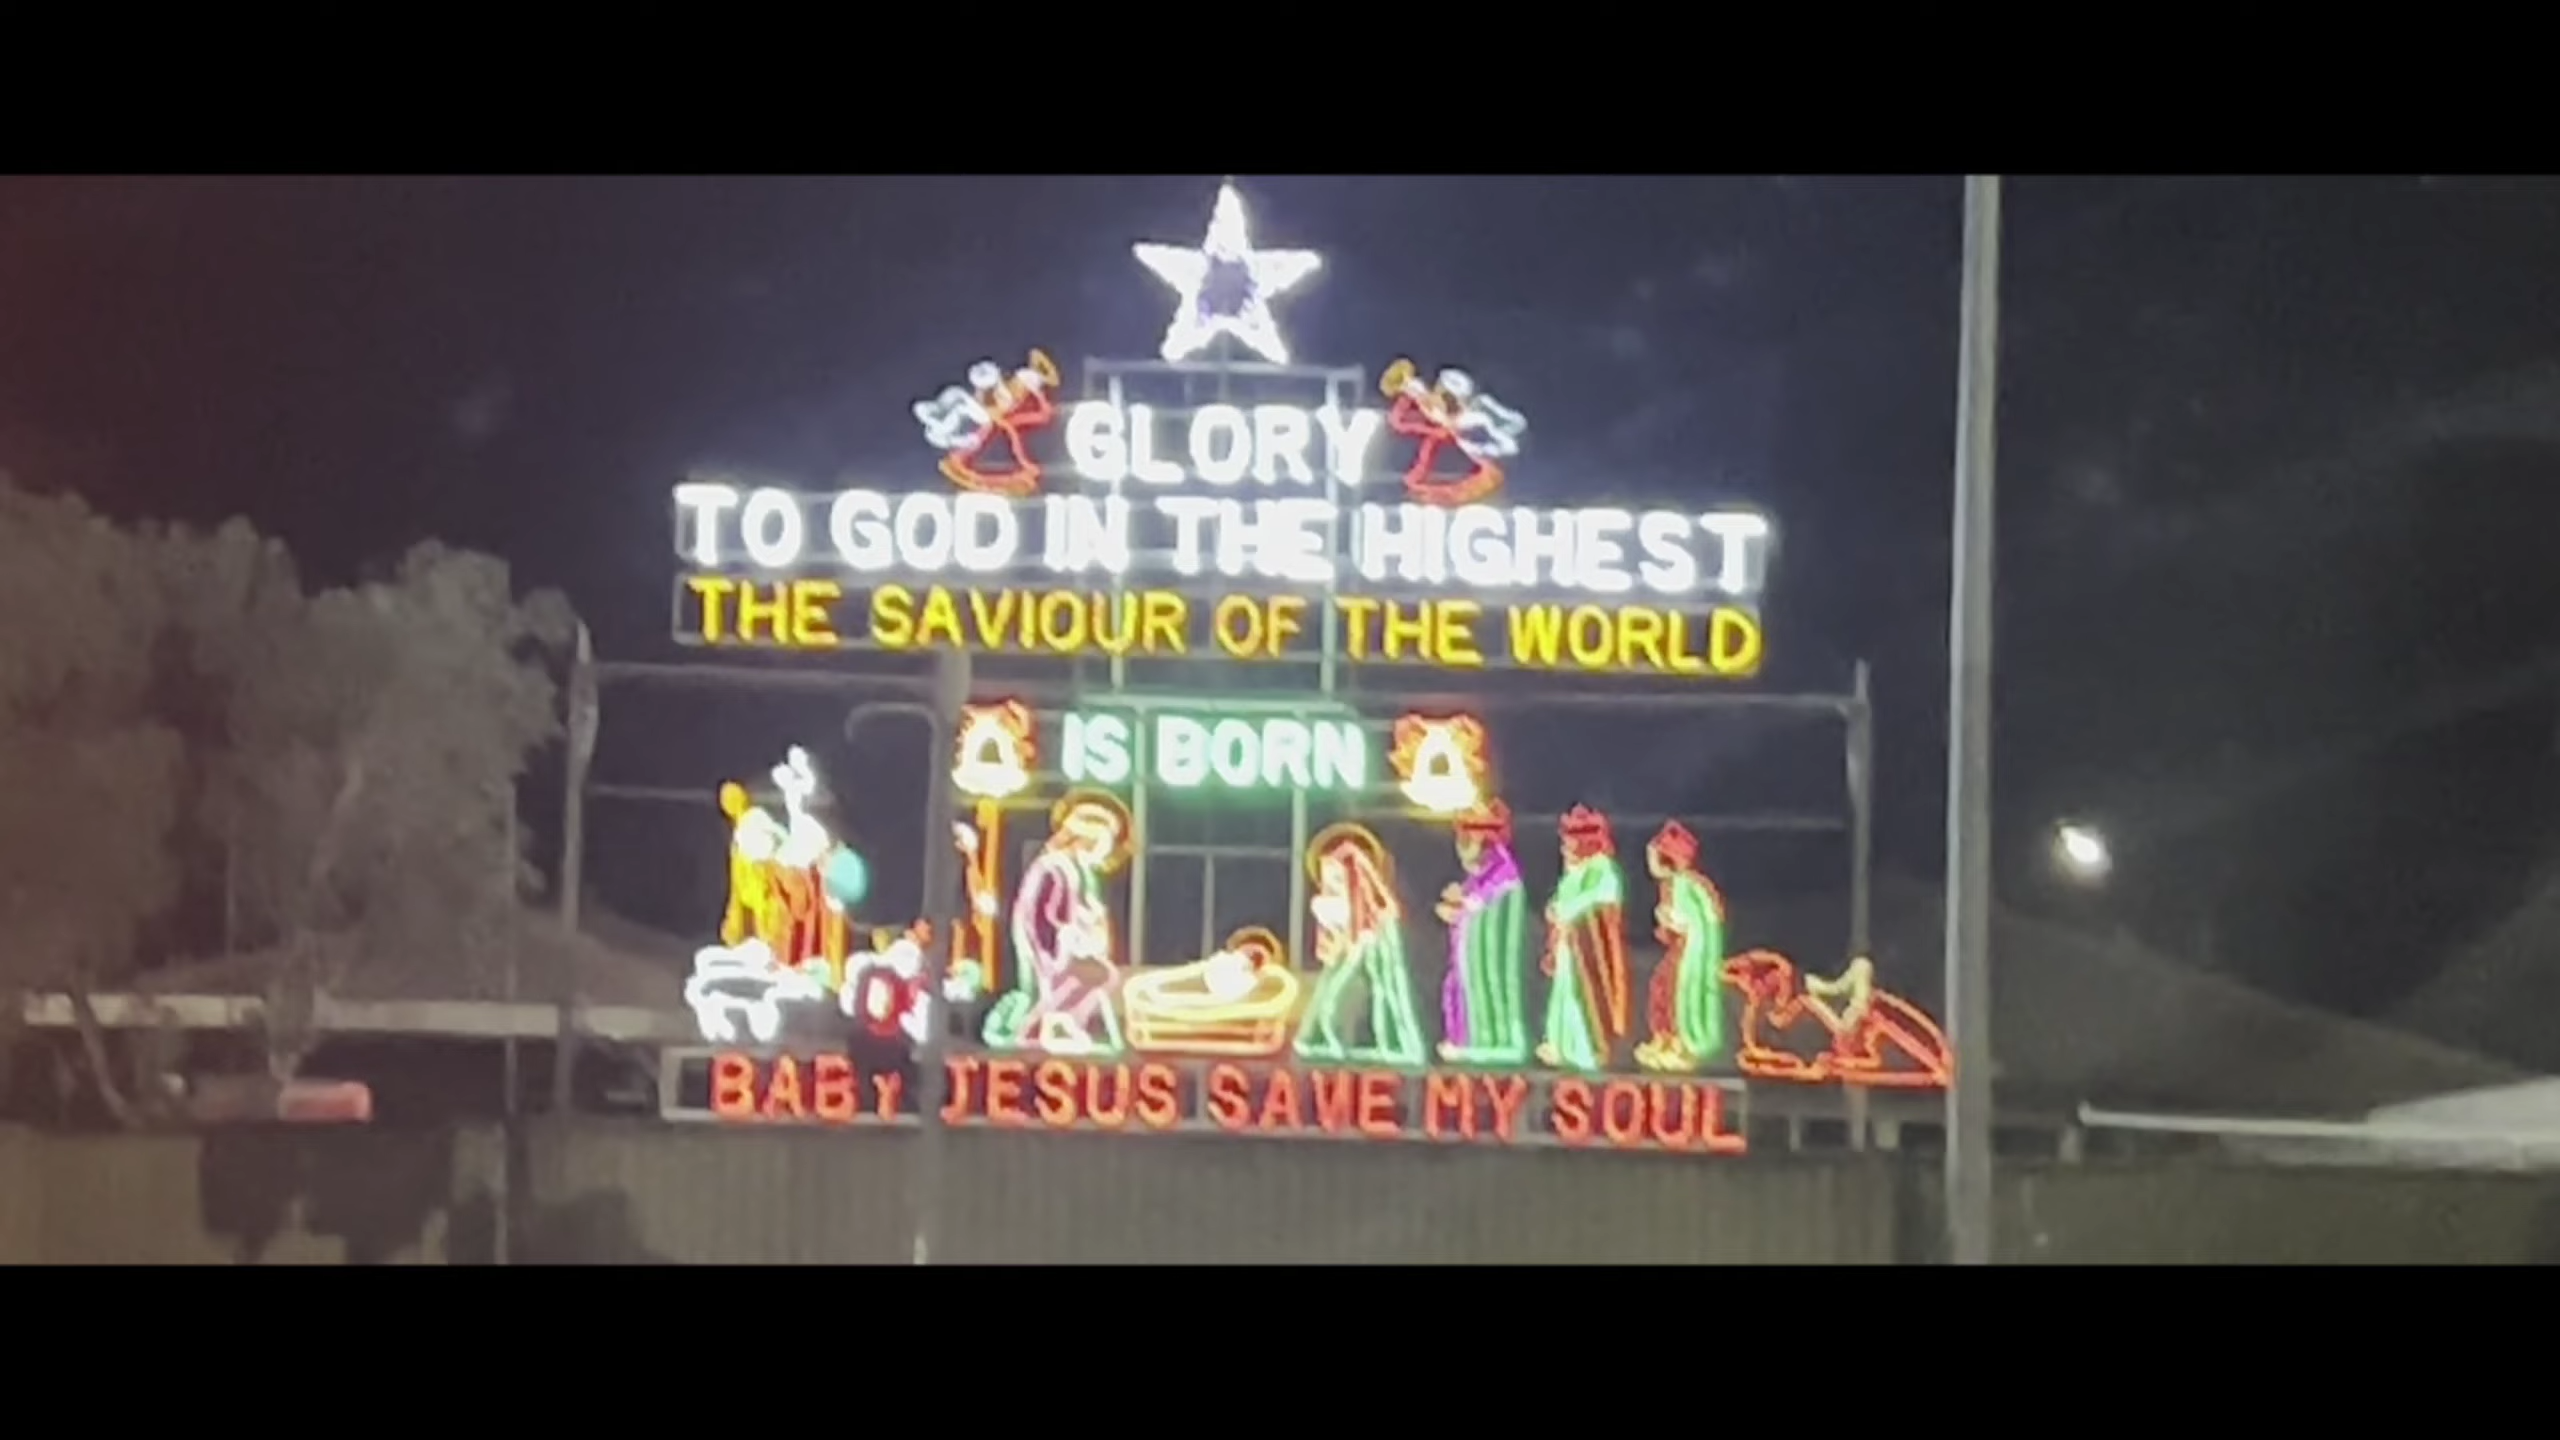 GLORY
TO GOD IN THE HIGHEST
THE SAVIOUR OF THE WORLD
IS BORN
BABY JESUS SAVE MY SOUL